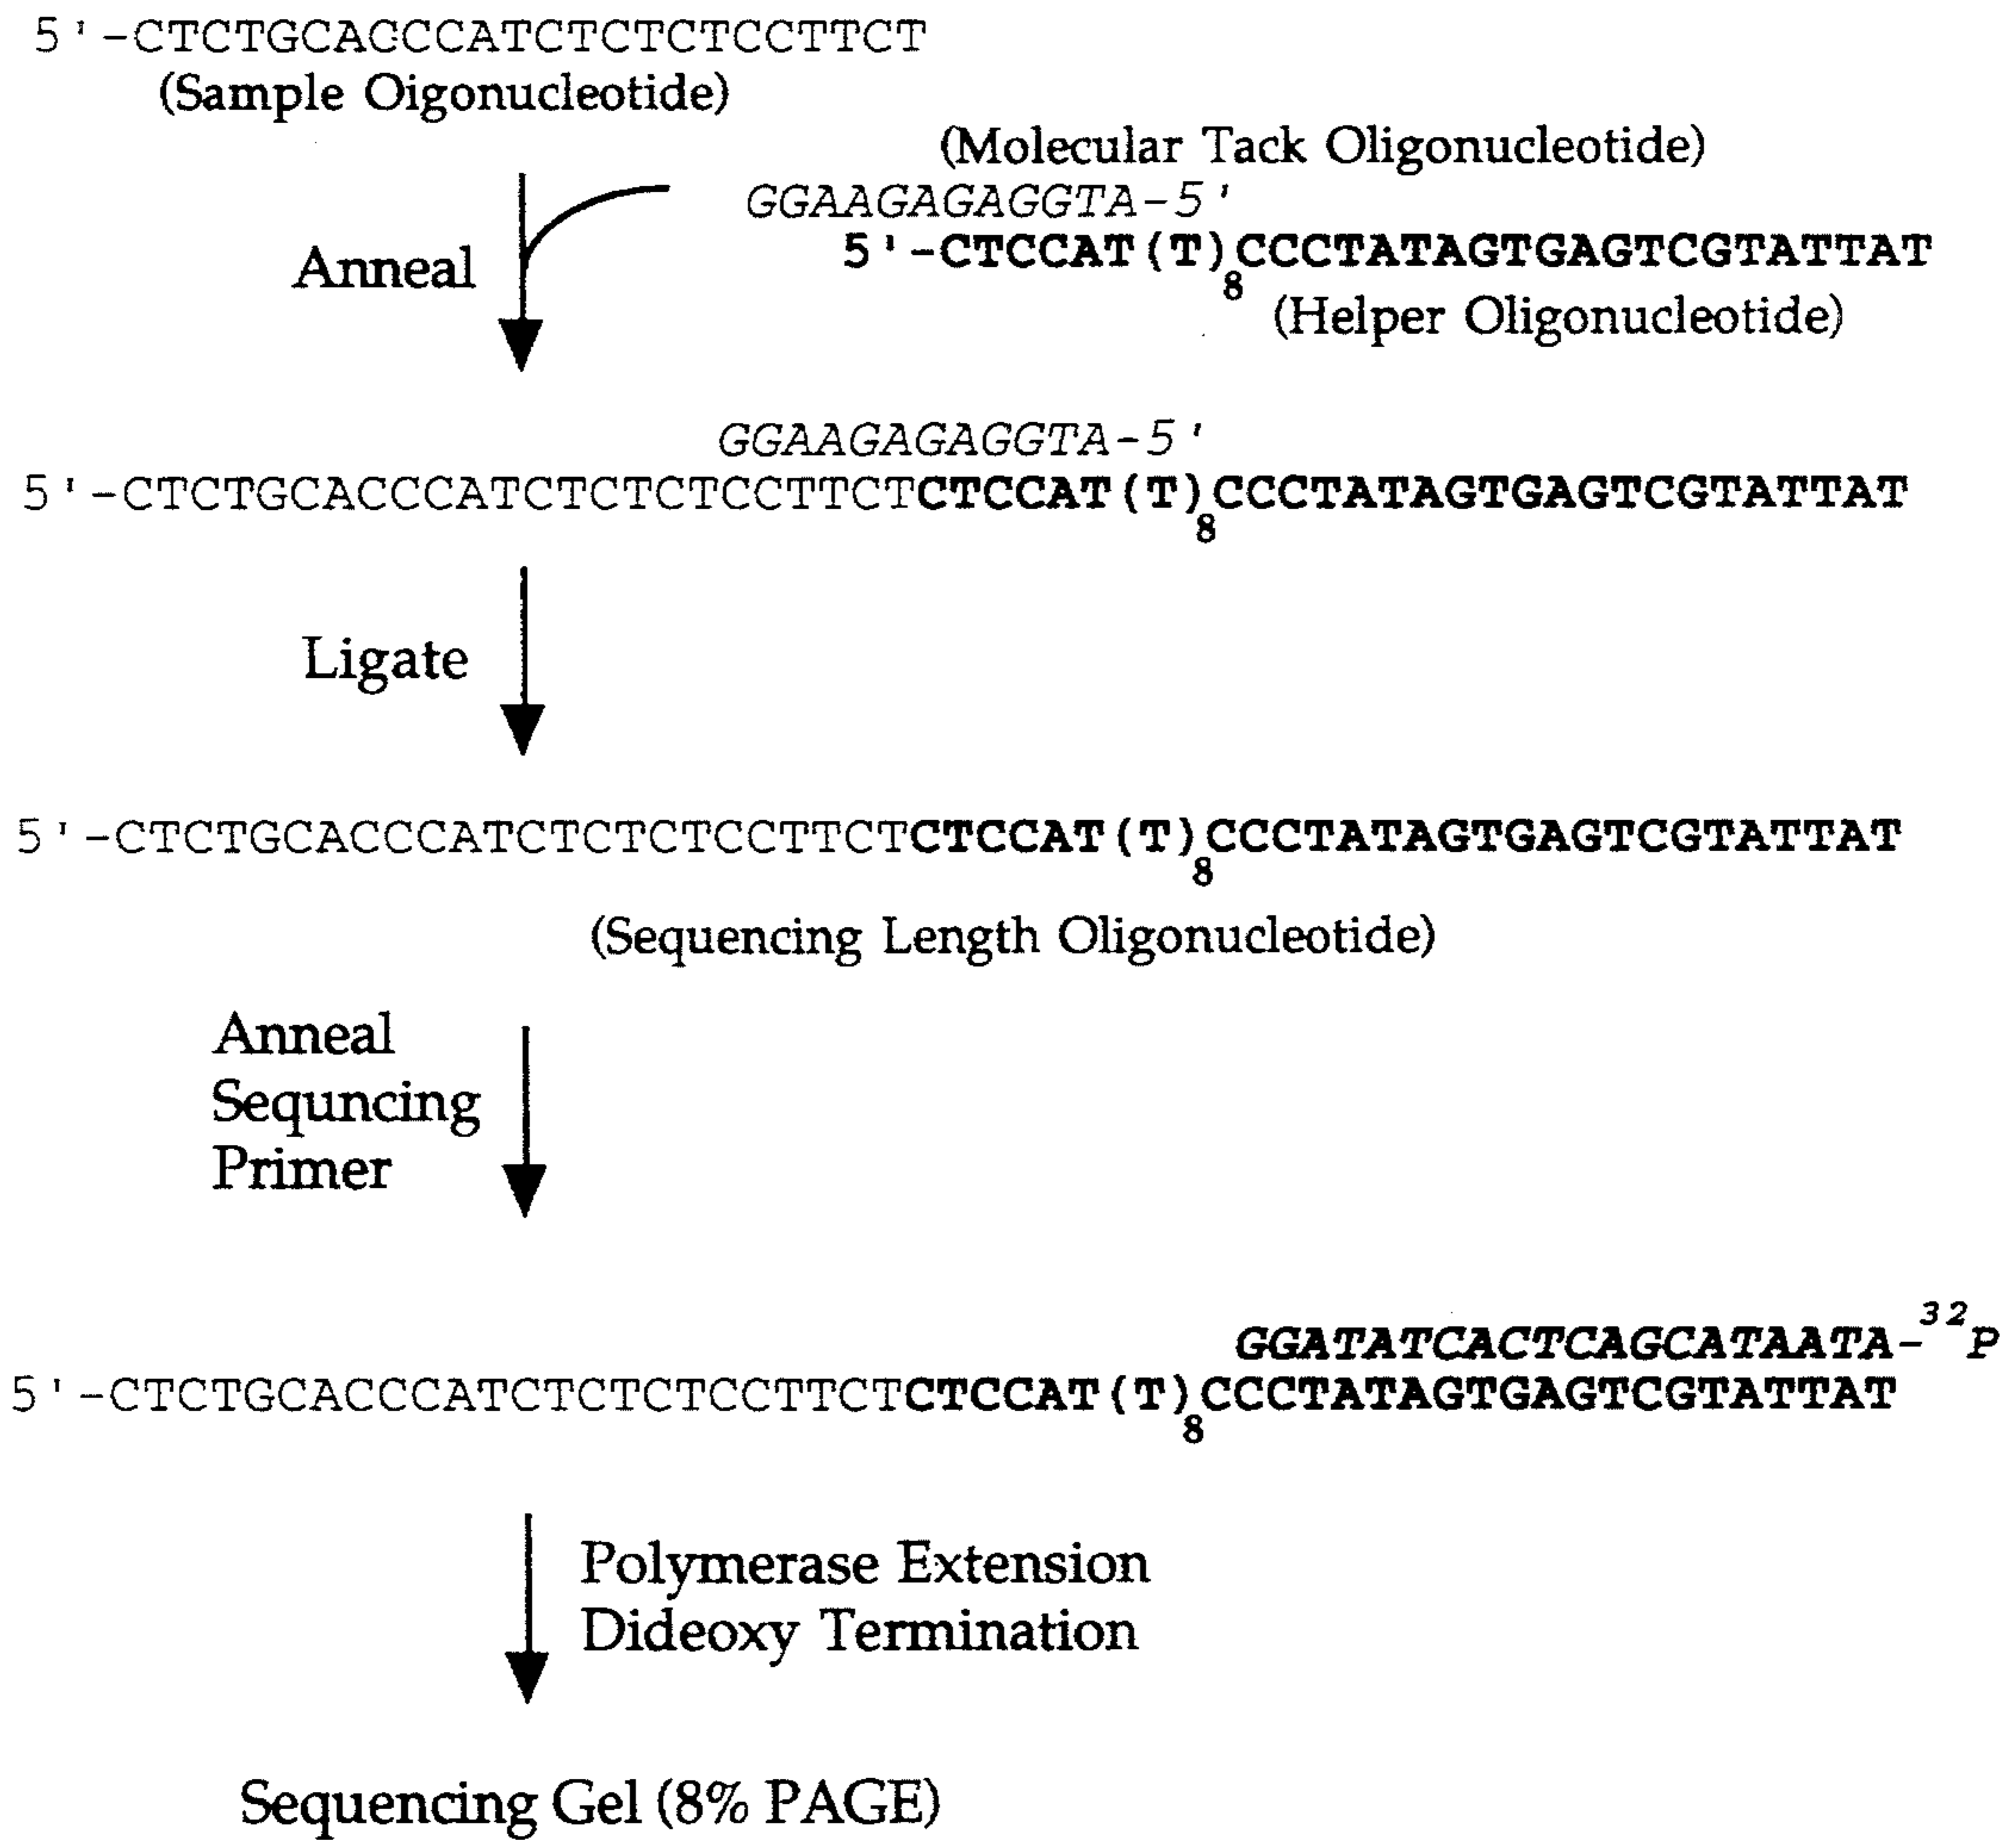 5'-CTCTGCACCCATCTCTCTCCTTCT
(Sample Oigonucleotide)
(Molecular Tack Oligonucleotide)
GGAAGAGAGGTA-5'
5'-CTCCAT(T)8CCCTATAGTGAGTCGTATTAT
(Helper Oligonucleotide)
Anneal
GGAAGAGAGGTA-5'
5'-CTCTGCACCCATCTCTCTCCTTCTCTCCAT(T)8CCCTATAGTGAGTCGTATTAT
Ligate
5'-CTCTGCACCCATCTCTCTCCTTCTCTCCAT(T)8CCCTATAGTGAGTCGTATTAT
(Sequencing Length Oligonucleotide)
Anneal
Sequncing
Primer
GGATATCACTCAGCATAATA-32P
5'-CTCTGCACCCATCTCTCTCCTTCTCTCCAT(T)8CCCTATAGTGAGTCGTATTAT
Polymerase Extension
Dideoxy Termination
Sequencing Gel (8% PAGE)